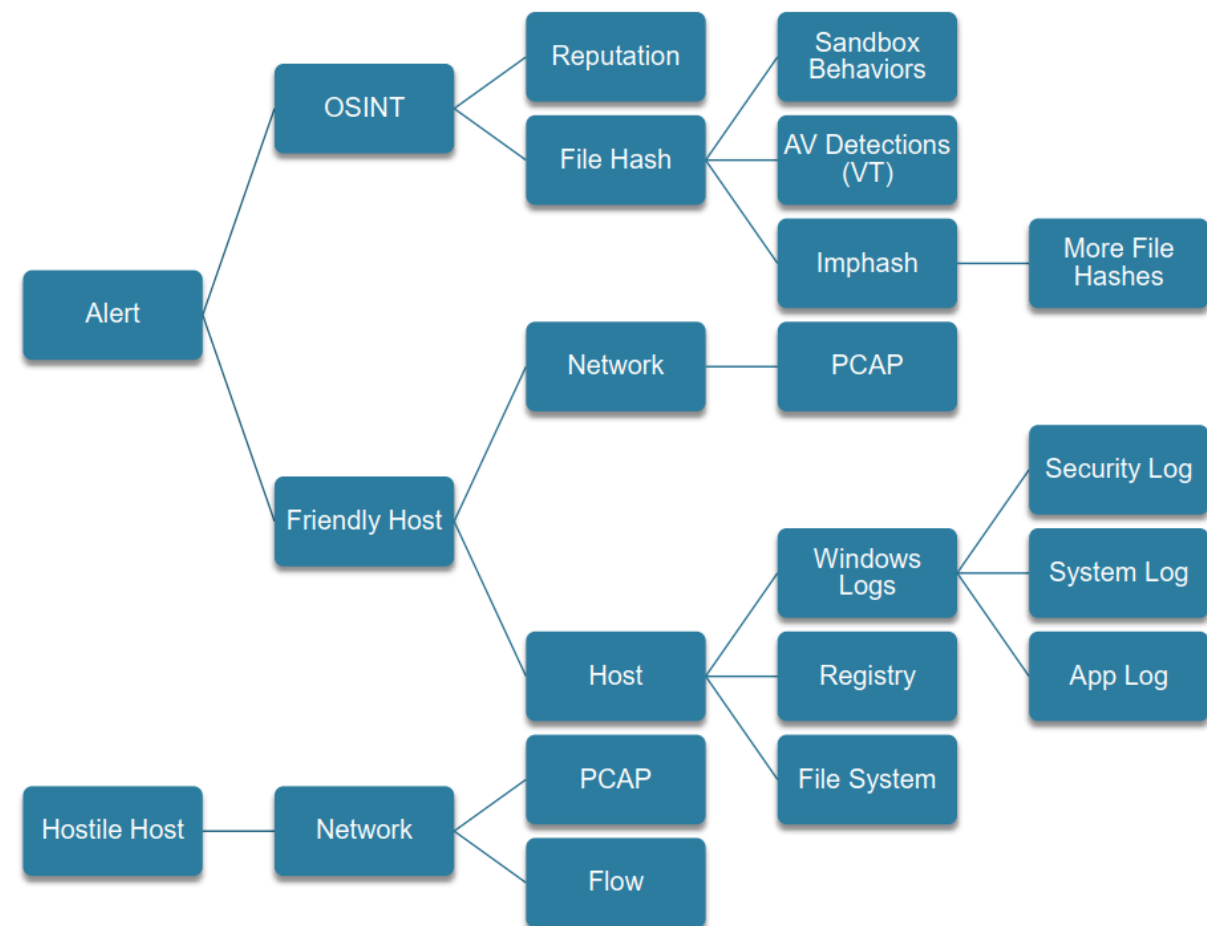 Alert
OSINT
Reputation
File Hash
Sandbox
Behaviors
AV Detections
(VT)
Imphash
More File
Hashes
Friendly Host
Network
PCAP
Host
Windows
Logs
Security Log
System Log
App Log
Registry
File System
Hostile Host
Network
PCAP
Flow